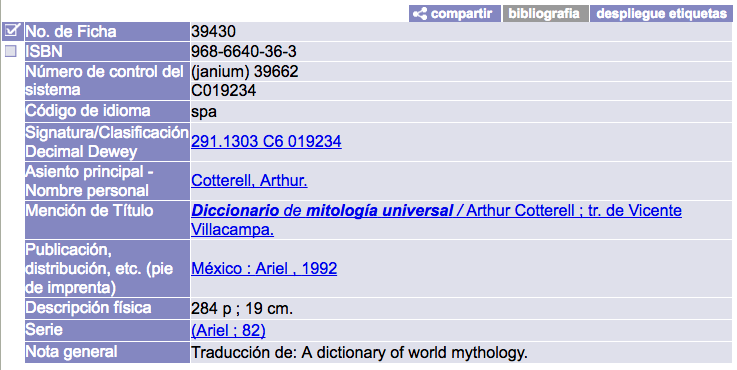 compartir bibliografia despliegue etiquetas
No. de Ficha 39430
ISBN 968-6640-36-3
Número de control del (janium) 39662
sistema C019234
Código de idioma spa
Signatura/Clasificación
Decimal Dewey 291.1303 C6 019234
Asiento principal -
Nombre personal Cotterell, Arthur.
Mención de Título Diccionario de mitología universal / Arthur Cotterell ; tr. de Vicente
Villacampa.
Publicación,
distribución, etc. (pie México : Ariel , 1992
de imprenta)
Descripción física 284 p ; 19 cm.
Serie (Ariel ; 82)
Nota general Traducción de: A dictionary of world mythology.